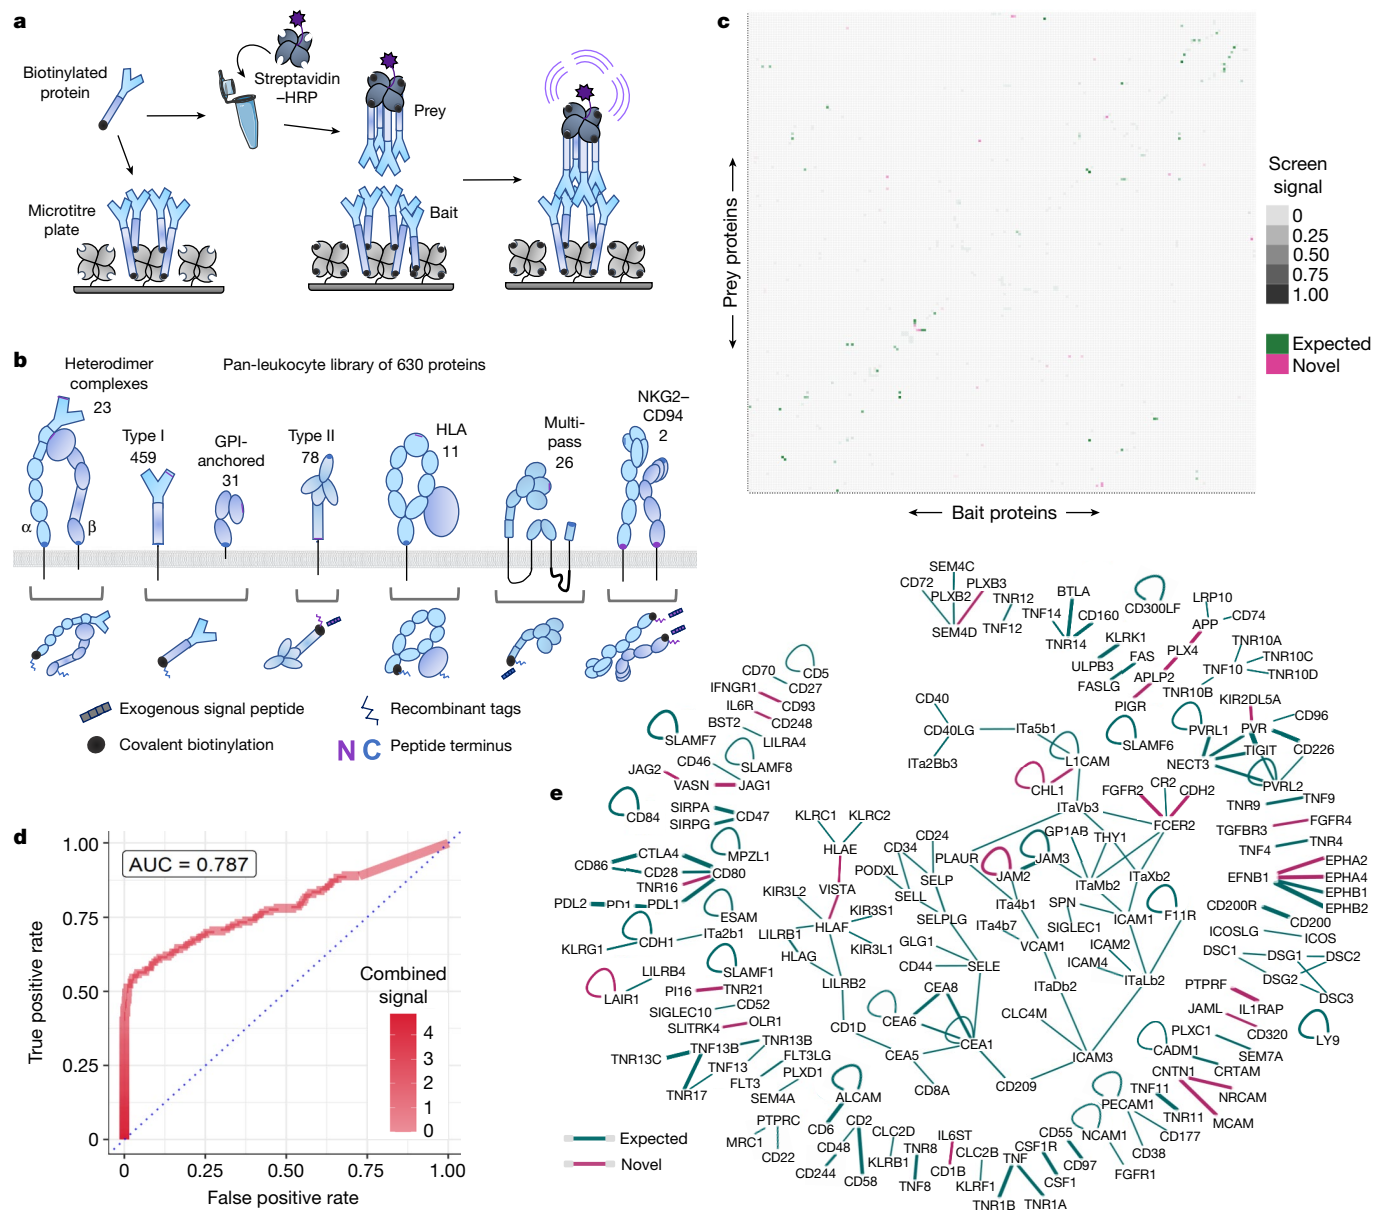 a
Biotinylated
protein
Streptavidin
–HRP
Prey
Microtitre
plate
Bait
b
Heterodimer
complexes
23
Pan-leukocyte library of 630 proteins
Type I
459
GPI-
anchored
31
Type II
78
HLA
11
Multi-
pass
26
NKG2–
CD94
2
α
β
Exogenous signal peptide
Recombinant tags
Covalent biotinylation
N C Peptide terminus
c
Prey proteins
Bait proteins
Screen
signal
0
0.25
0.50
0.75
1.00
Expected
Novel
d
AUC = 0.787
True positive rate
1.00
0.75
0.50
0.25
0
0
0.25
0.50
0.75
1.00
False positive rate
Combined
signal
4
3
2
1
0
e
SEM4C
CD72
PLXB3
PLXB2
SEM4D
TNR12
TNF12
BTLA
TNF14
CD160
TNR14
CD300LF
LRP10
CD74
APP
KLRK1
ULPB3
FAS
FASLG
PLX4
APLP2
PIGR
TNR10A
TNR10C
TNF10
TNR10D
TNR10B
KIR2DL5A
CD70
CD5
CD27
IFNGR1
CD93
IL6R
CD248
BST2
LILRA4
CD40
CD40LG
ITa5b1
ITa2Bb3
L1CAM
CHL1
SLAMF6
PVRL1
PVR
CD96
TIGIT
CD226
NECT3
PVRL2
SLAMF7
CD46
SLAMF8
JAG2
VASN
JAG1
CD84
SIRPA
CD47
SIRPG
ITaVb3
FGFR2
CR2
CDH2
FCER2
TNR9
TNF9
TGFBR3
FGFR4
TNF4
TNR4
MPZL1
CTLA4
CD86
CD28
CD80
TNR16
PDL2
PD1
PDL1
KLRC1
KLRC2
HLAE
VISTA
KIR3L2
KIR3S1
HLAF
KIR3L1
LILRB1
HLAG
LILRB2
CD24
CD34
PLAUR
PODXL
SELP
SELL
SELPLG
GLG1
CD44
SELE
GP1AB
THY1
JAM3
JAM2
ITaMb2
ITaXb2
ITa4b1
SPN
ICAM1
F11R
ITa4b7
SIGLEC1
VCAM1
ICAM2
ICAM4
ITaLb2
ITaDb2
CLC4M
ICAM3
EPHA2
EFNB1
EPHA4
EPHB1
EPHB2
CD200R
CD200
ICOSLG
ICOS
DSC1
DSG1
DSC2
DSG2
DSC3
PTPRF
IL1RAP
JAML
CD320
LY9
ESAM
CDH1
ITa2b1
KLRG1
SLAMF1
LILRB4
LAIR1
PI16
TNR21
CD52
SIGLEC10
SLITRK4
OLR1
TNF13B
TNR13B
TNR13C
TNF13
TNR17
FLT3LG
FLT3
PLXD1
SEM4A
CEA8
CEA6
CEA1
CD1D
CEA5
CD8A
CD209
PLXC1
SEM7A
CADM1
CRTAM
CNTN1
NRCAM
MCAM
TNF11
TNR11
PECAM1
CD177
NCAM1
CD38
FGFR1
ALCAM
CD6
PTPRC
MRC1
CD22
CD2
CD48
CD244
CD58
CLC2D
KLRB1
TNR8
TNF8
IL6ST
CD1B
CLC2B
KLRF1
CSF1R
CSF1
CD55
CD97
TNF
TNR1B
TNR1A
Expected
Novel